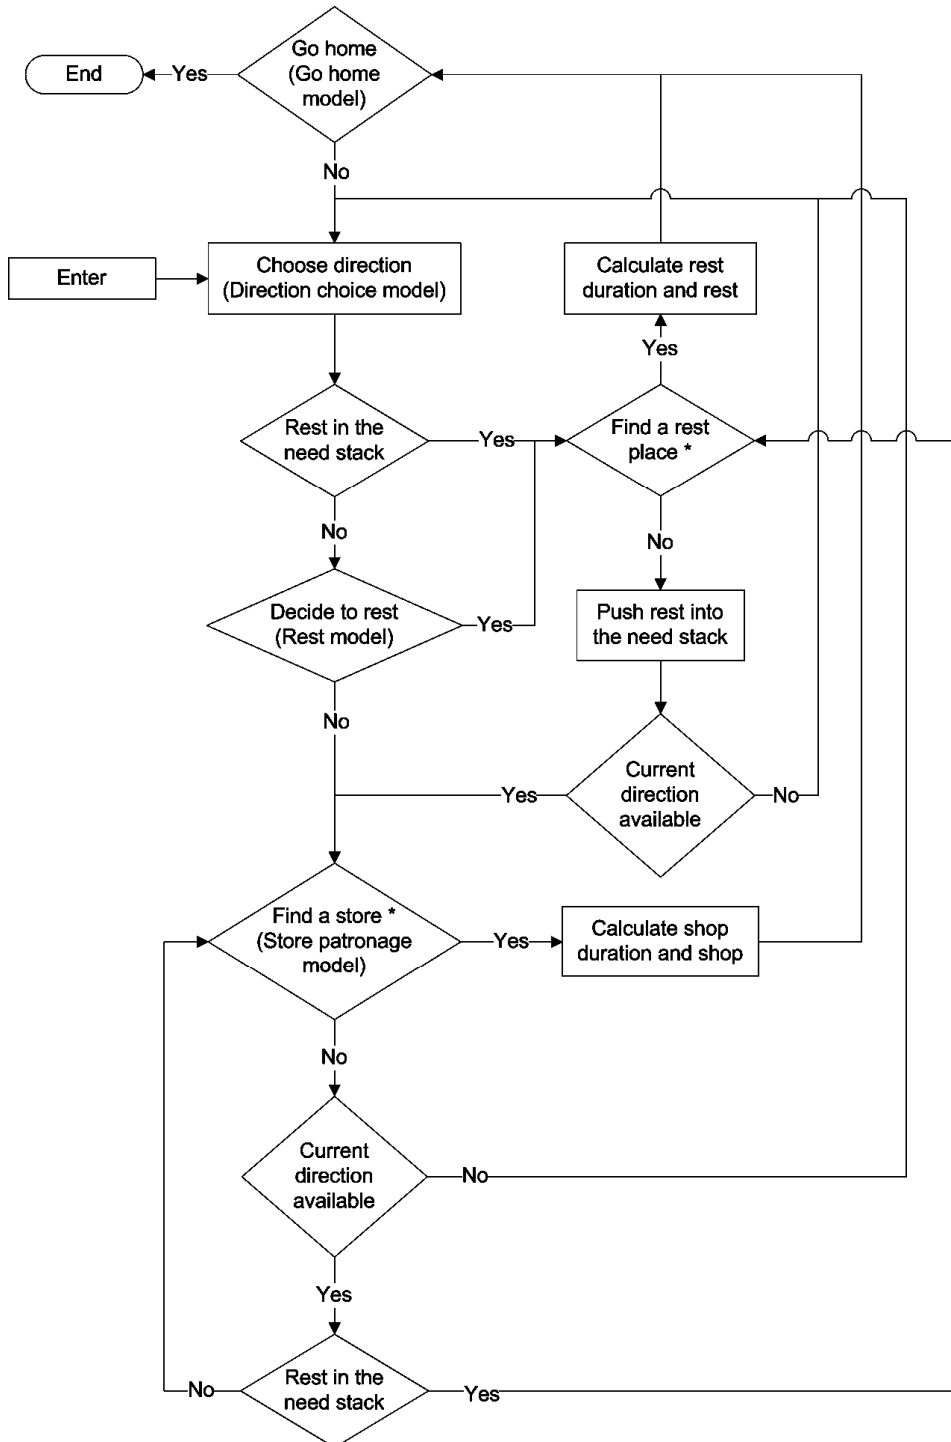 Go home
(Go home
model)
End
Yes
No
Enter
Choose direction
(Direction choice model)
Calculate rest
duration and rest
Yes
Rest in the
need stack
Yes
Find a rest
place *
No
No
Decide to rest
(Rest model)
Yes
Push rest into
the need stack
No
Current
direction
available
Yes
No
Find a store *
(Store patronage
model)
Yes
Calculate shop
duration and shop
No
Current
direction
available
No
Yes
Rest in the
need stack
No
Yes